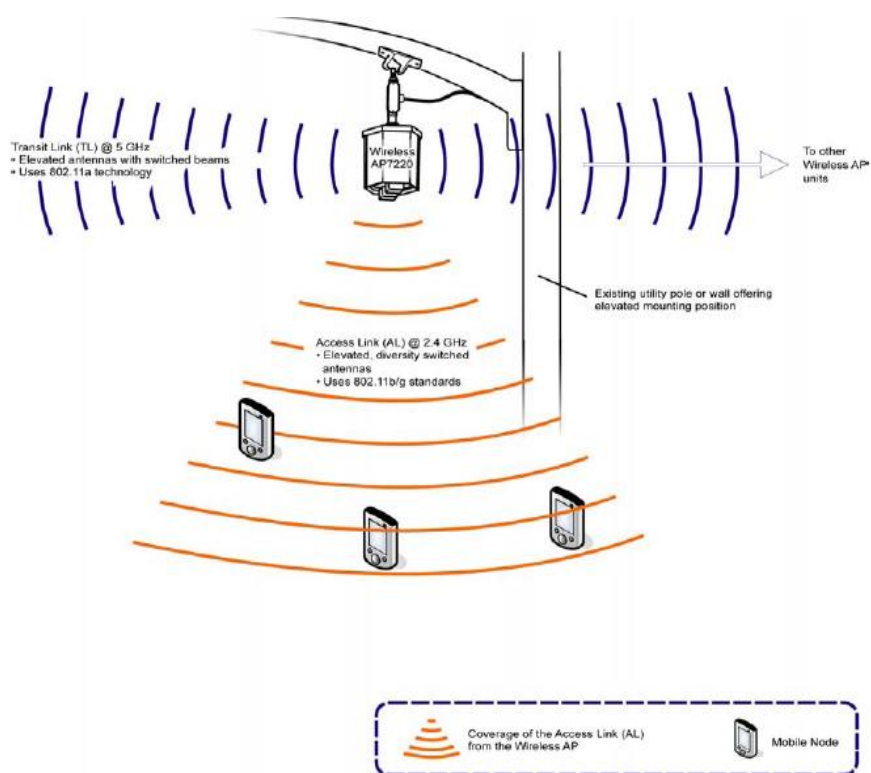 Wireless
AP7220
Transit Link (TL) @ 5 GHz
• Elevated antennas with switched beams
• Uses 802.11a technology
To other
Wireless AP
units
Existing utility pole or wall offering
elevated mounting position
Access Link (AL) @ 2.4 GHz
• Elevated, diversity switched
antennas
• Uses 802.11b/g standards
Coverage of the Access Link (AL)
from the Wireless AP
Mobile Node